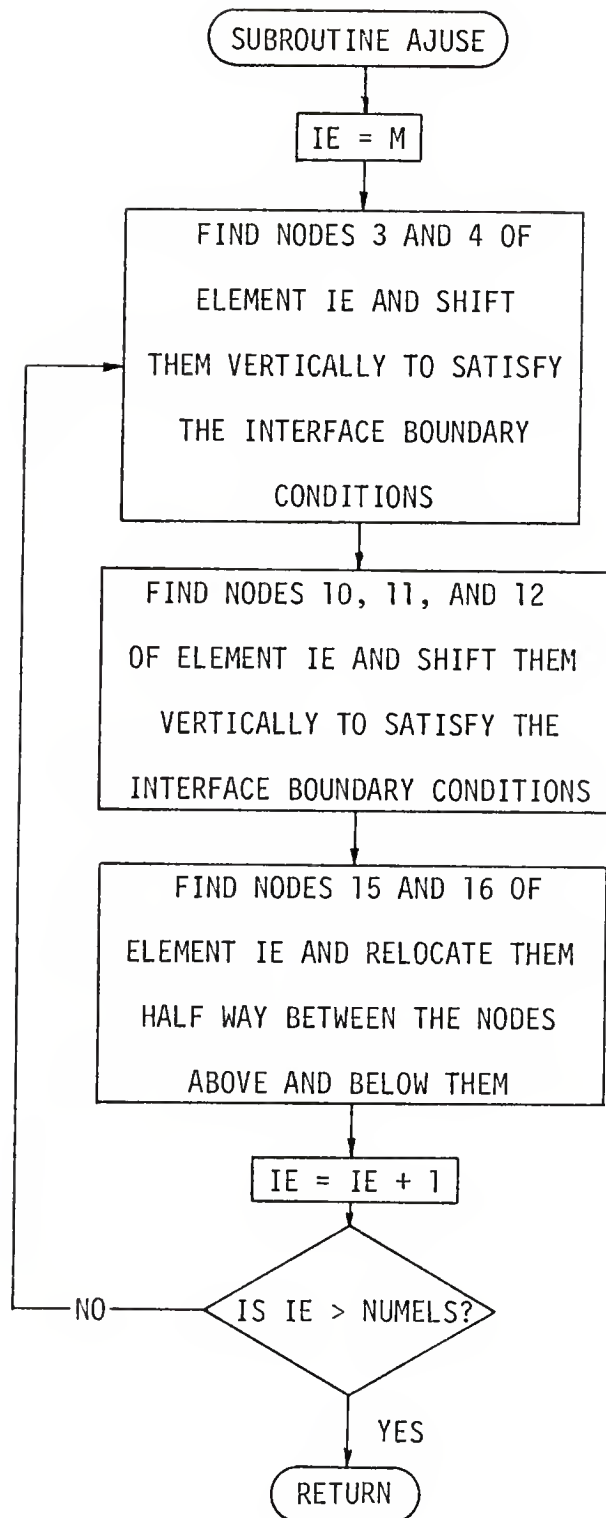 SUBROUTINE AJUSE
IE = M
FIND NODES 3 AND 4 OF
ELEMENT IE AND SHIFT
THEM VERTICALLY TO SATISFY
THE INTERFACE BOUNDARY
CONDITIONS
FIND NODES 10, 11, AND 12
OF ELEMENT IE AND SHIFT THEM
VERTICALLY TO SATISFY THE
INTERFACE BOUNDARY CONDITIONS
FIND NODES 15 AND 16 OF
ELEMENT IE AND RELOCATE THEM
HALF WAY BETWEEN THE NODES
ABOVE AND BELOW THEM
IE = IE + 1
NO
IS IE > NUMELS?
YES
RETURN